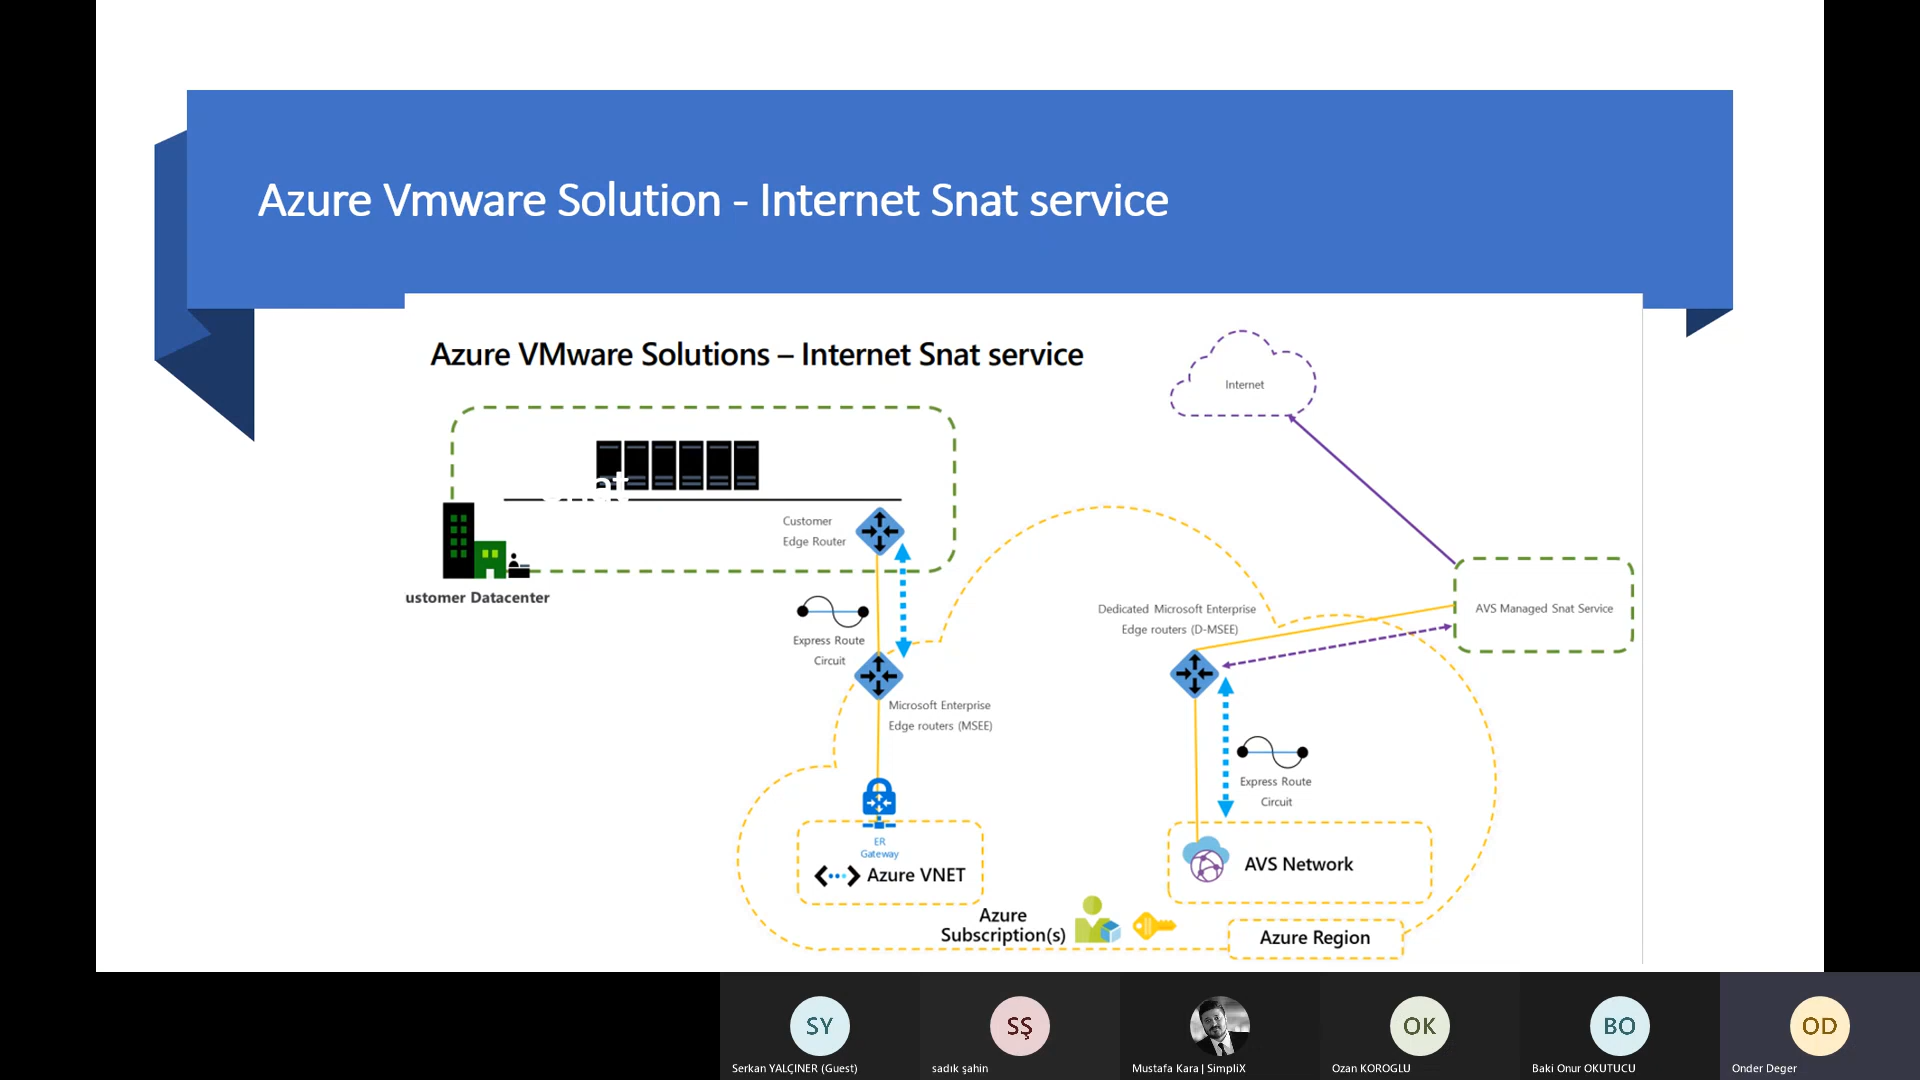 Azure Vmware Solution - Internet Snat service
Azure VMware Solutions – Internet Snat service
Internet
Customer
Edge Router
ustomer Datacenter
Express Route
Circuit
Dedicated Microsoft Enterprise
Edge routers (D-MSEE)
AVS Managed Snat Service
Microsoft Enterprise
Edge routers (MSEE)
Express Route
Circuit
ER
Gateway
Azure VNET
AVS Network
Azure
Subscription(s)
Azure Region
SY
SŞ
OK
BO
OD
Serkan YALÇINER (Guest)
sadık şahin
Mustafa Kara | SimpliX
Ozan KOROGLU
Baki Onur OKUTUCU
Onder Deger